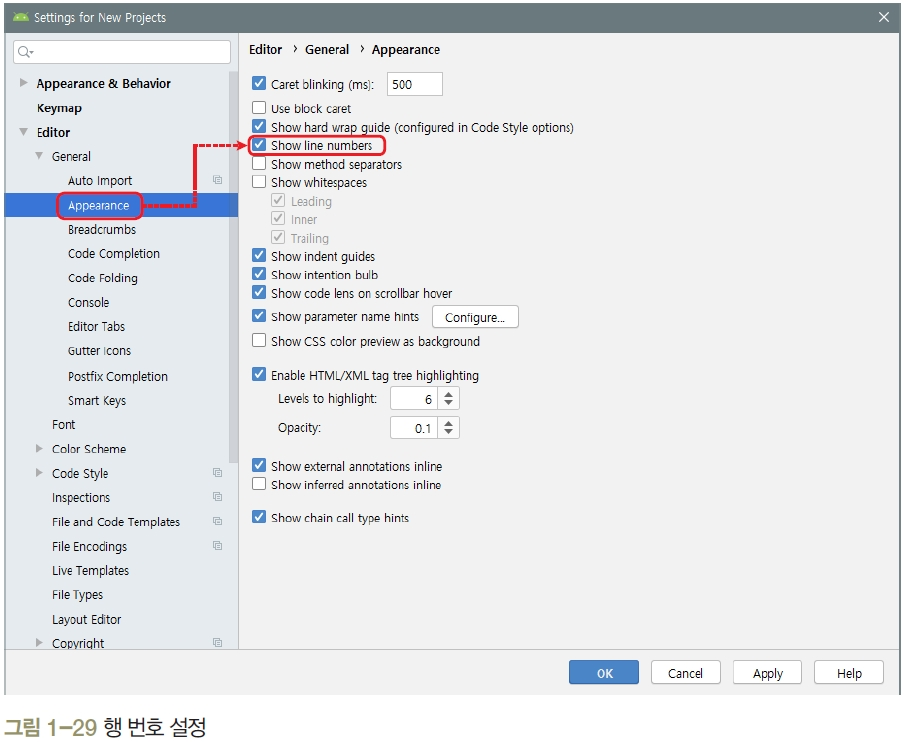 Settings for New Projects
Appearance & Behavior
Keymap
Editor
General
Auto Import
Appearance
Breadcrumbs
Code Completion
Code Folding
Console
Editor Tabs
Gutter Icons
Postfix Completion
Smart Keys
Font
Color Scheme
Code Style
Inspections
File and Code Templates
File Encodings
Live Templates
File Types
Layout Editor
Copyright
Editor › General › Appearance
Caret blinking (ms): 500
Use block caret
Show hard wrap guide (configured in Code Style options)
Show line numbers
Show method separators
Show whitespaces
Leading
Inner
Trailing
Show indent guides
Show intention bulb
Show code lens on scrollbar hover
Show parameter name hints Configure...
Show CSS color preview as background
Enable HTML/XML tag tree highlighting
Levels to highlight: 6
Opacity: 0.1
Show external annotations inline
Show inferred annotations inline
Show chain call type hints
OK Cancel Apply Help
그림 1-29 행 번호 설정